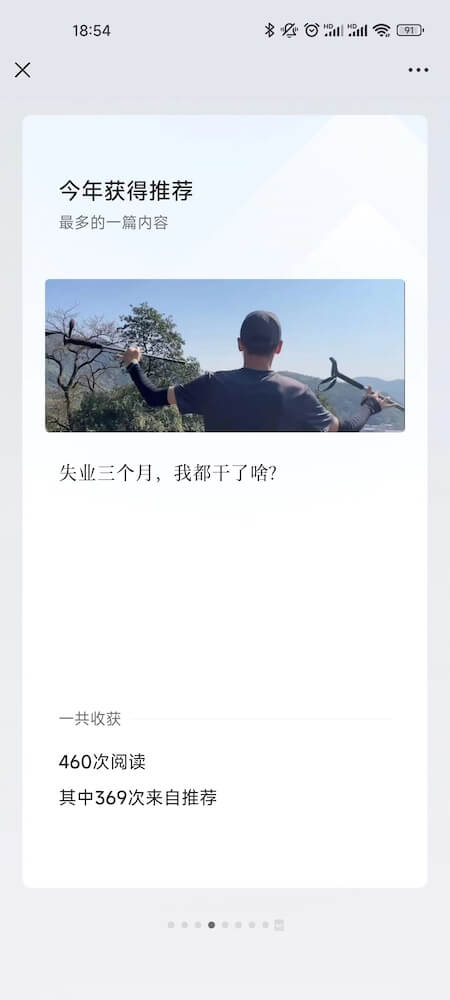 18:54
HD HD 91
今年获得推荐
最多的一篇内容
失业三个月，我都干了啥？
一共收获
460次阅读
其中369次来自推荐